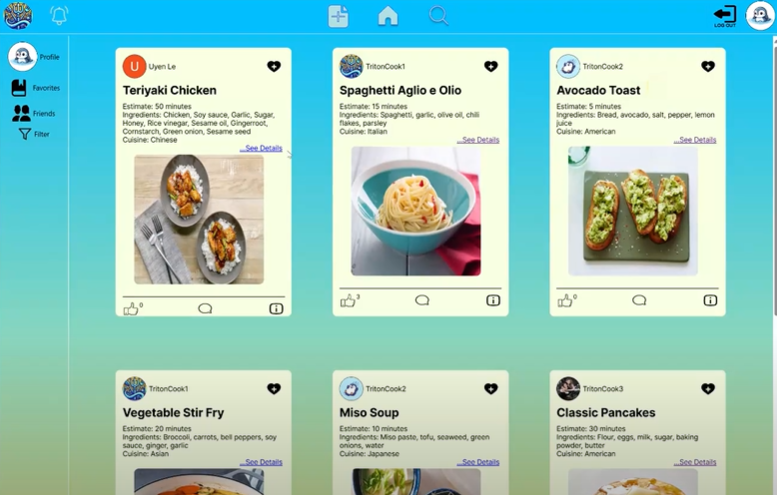 LOG OUT
Profile
Favorites
Friends
Filter
U Uyen Le
Teriyaki Chicken
Estimate: 50 minutes
Ingredients: Chicken, Soy sauce, Garlic, Sugar,
Honey, Rice vinegar, Sesame oil, Gingerroot,
Cornstarch, Green onion, Sesame seed
Cuisine: Chinese
...See Details
0
TritonCook1
Spaghetti Aglio e Olio
Estimate: 15 minutes
Ingredients: Spaghetti, garlic, olive oil, chili
flakes, parsley
Cuisine: Italian
...See Details
3
TritonCook2
Avocado Toast
Estimate: 5 minutes
Ingredients: Bread, avocado, salt, pepper, lemon
juice
Cuisine: American
...See Details
0
TritonCook1
Vegetable Stir Fry
Estimate: 20 minutes
Ingredients: Broccoli, carrots, bell peppers, soy
sauce, ginger, garlic
Cuisine: Asian
...See Details
TritonCook2
Miso Soup
Estimate: 10 minutes
Ingredients: Miso paste, tofu, seaweed, green
onions, water
Cuisine: Japanese
...See Details
TritonCook3
Classic Pancakes
Estimate: 30 minutes
Ingredients: Flour, eggs, milk, sugar, baking
powder, butter
Cuisine: American
...See Details